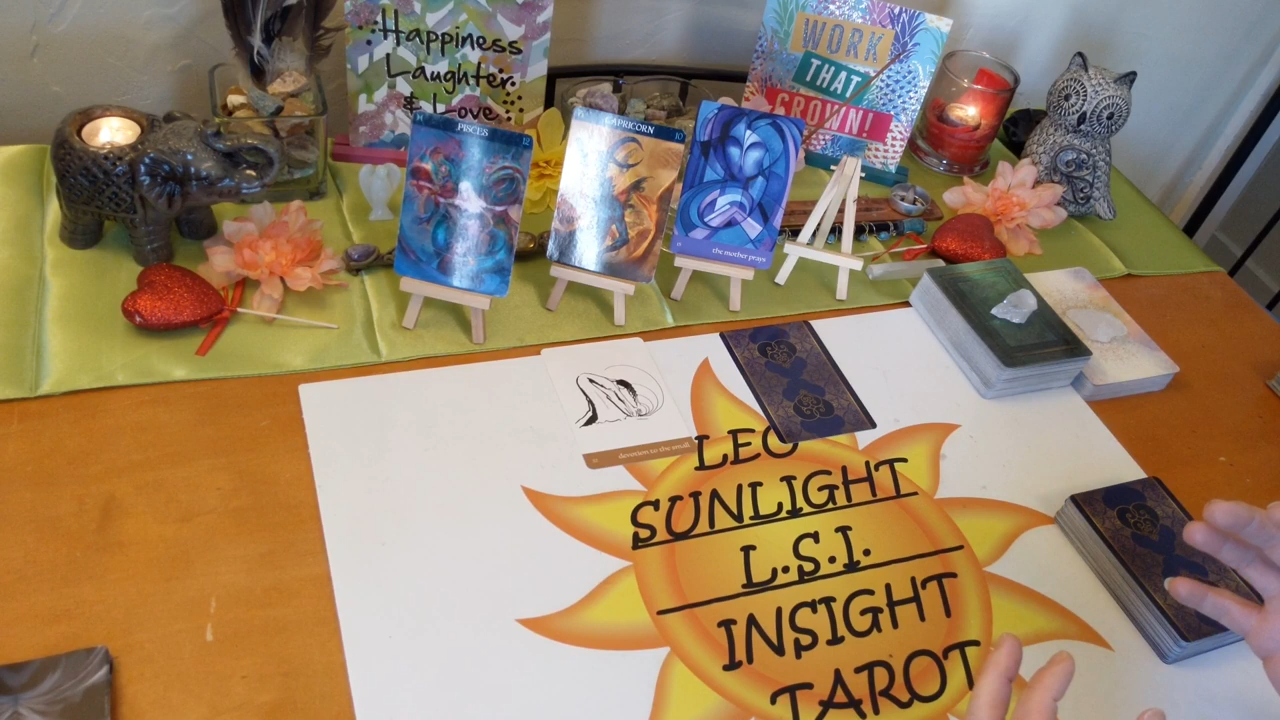 Happiness
Laughter
& Love
WORK
THAT
CROWN!
PISCES
12
CAPRICORN
10
the mother prays
devotion to the small
LEO
SUNLIGHT
L.S.I.
INSIGHT
TAROT